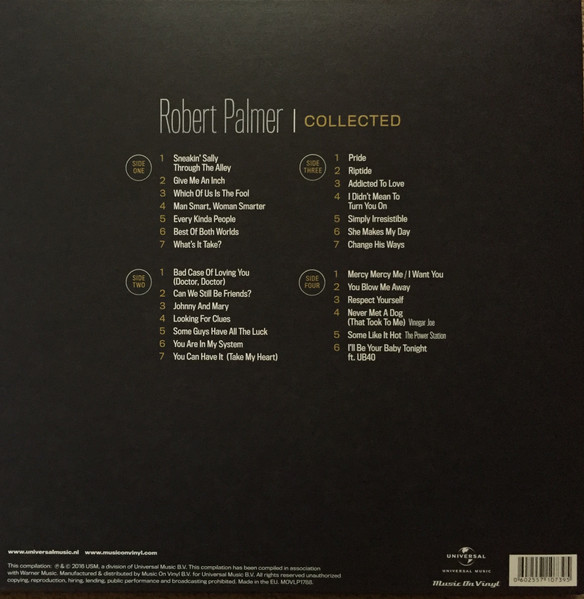 Robert Palmer | COLLECTED
SIDE
ONE
1 Sneakin' Sally
Through The Alley
2 Give Me An Inch
3 Which Of Us Is The Fool
4 Man Smart, Woman Smarter
5 Every Kinda People
6 Best Of Both Worlds
7 What's It Take?
SIDE
TWO
1 Bad Case Of Loving You
(Doctor, Doctor)
2 Can We Still Be Friends?
3 Johnny And Mary
4 Looking For Clues
5 Some Guys Have All The Luck
6 You Are In My System
7 You Can Have It (Take My Heart)
SIDE
THREE
1 Pride
2 Riptide
3 Addicted To Love
4 I Didn't Mean To
Turn You On
5 Simply Irresistible
6 She Makes My Day
7 Change His Ways
SIDE
FOUR
1 Mercy Mercy Me / I Want You
2 You Blow Me Away
3 Respect Yourself
4 Never Met A Dog
(That Took To Me) Vinegar Joe
5 Some Like It Hot The Power Station
6 I'll Be Your Baby Tonight
ft. UB40
www.universalmusic.nl www.musiconvinyl.com
This compilation: ℗ & © 2016 USM, a division of Universal Music B.V. This compilation has been compiled in association
with Warner Music. Manufactured & distributed by Music On Vinyl B.V. for Universal Music B.V. All rights reserved unauthorized
copying, reproduction, hiring, lending, public performance and broadcasting prohibited. Made in the EU. MOVLP1768.
UNIVERSAL
UNIVERSAL MUSIC
Music On Vinyl